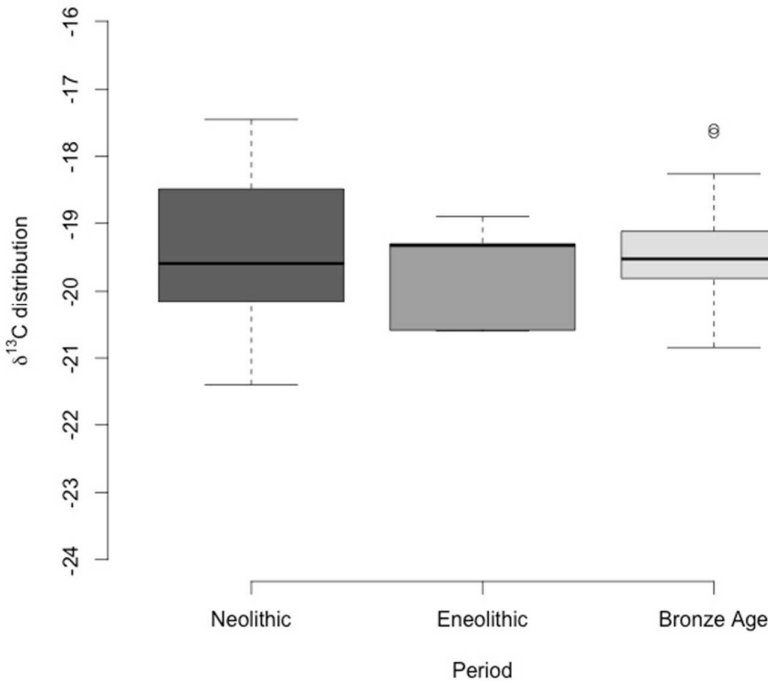 -16
-17
-18
-19
-20
-21
-22
-23
-24
δ13C distribution
Neolithic
Eneolithic
Bronze Age
Period